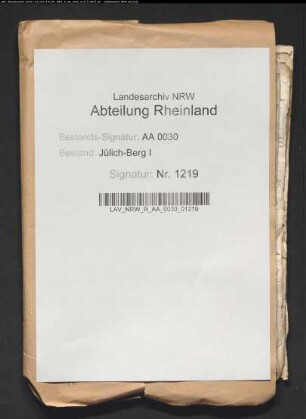 Landesarchiv NRW
Abteilung Rheinland
Bestands-Signatur: AA 0030
Bestand: Jülich-Berg I
Signatur: Nr. 1219
LAV_NRW_R_AA_0030_01219